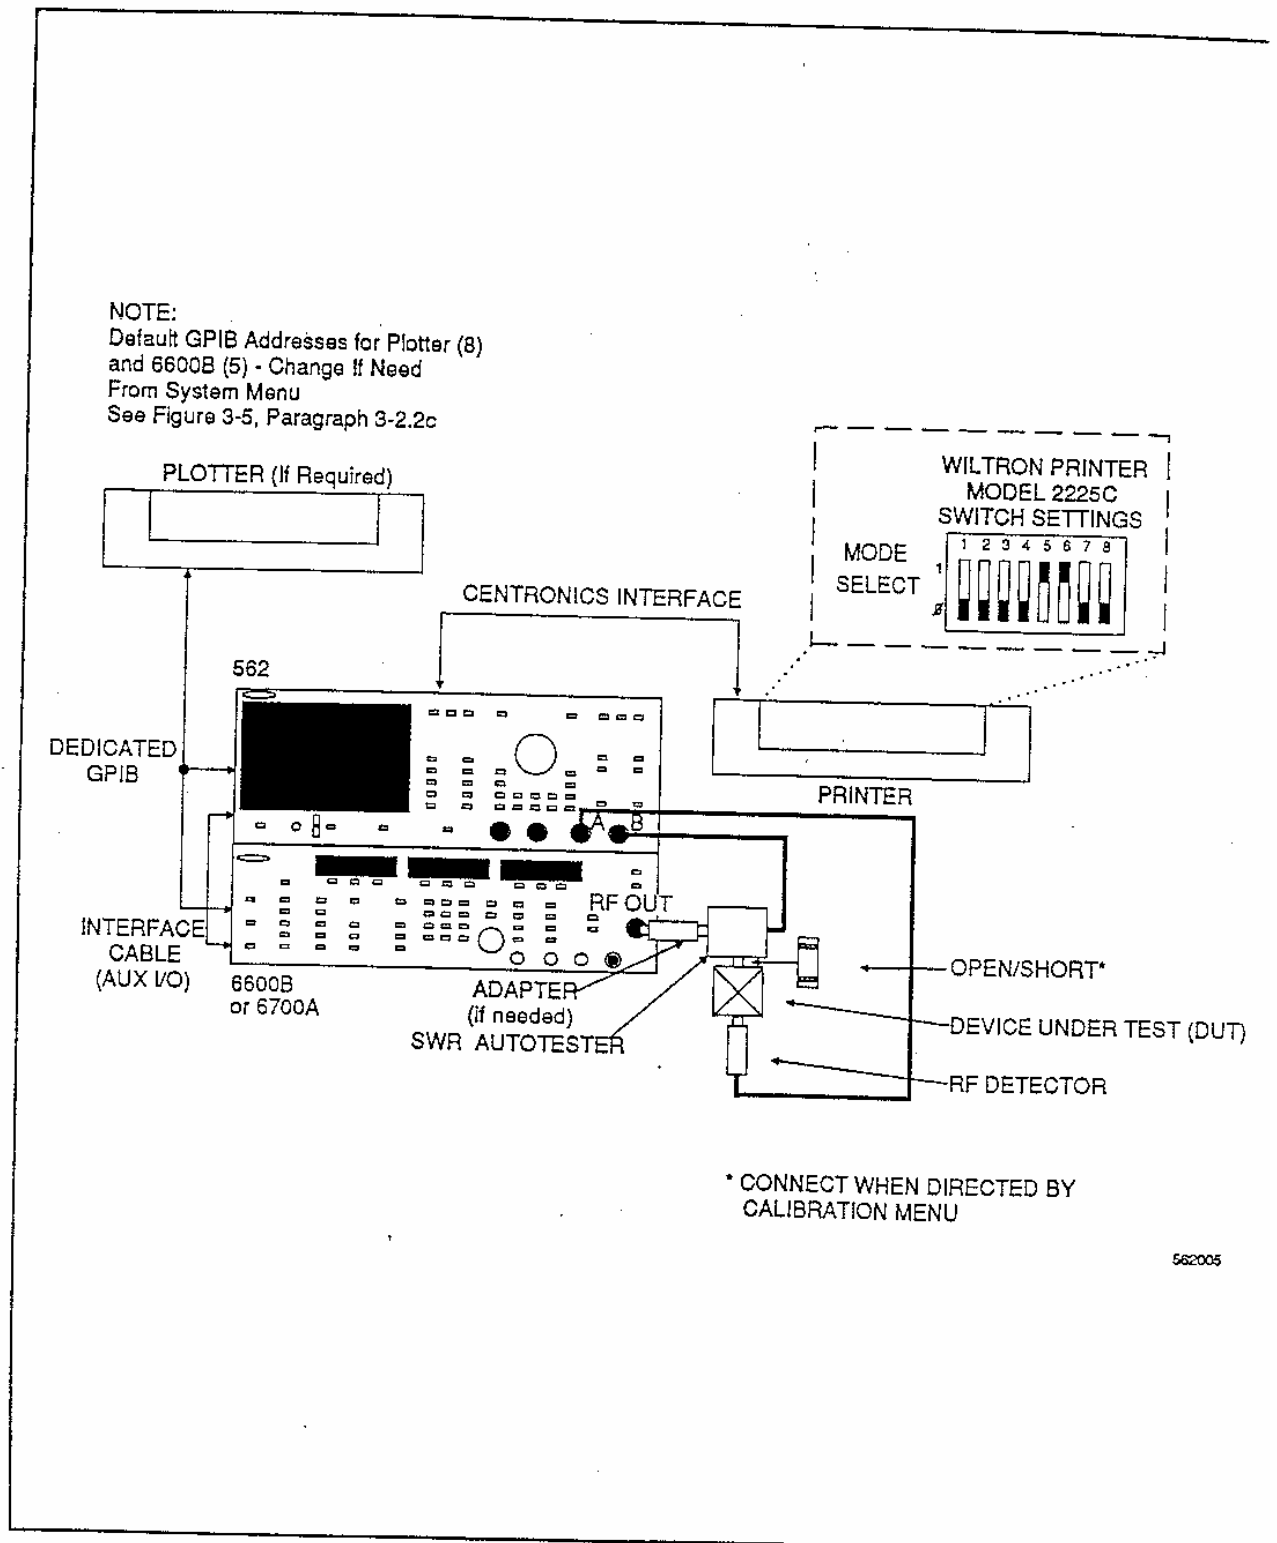 NOTE:
Default GPIB Addresses for Plotter (8)
and 6600B (5) - Change If Need
From System Menu
See Figure 3-5, Paragraph 3-2.2c
PLOTTER (If Required)
WILTRON PRINTER
MODEL 2225C
SWITCH SETTINGS
1 2 3 4 5 6 7 8
MODE
SELECT
1
Ø
CENTRONICS INTERFACE
562
DEDICATED
GPIB
PRINTER
A B
RF OUT
INTERFACE
CABLE
(AUX I/O)
6600B
or 6700A
ADAPTER
(if needed)
SWR AUTOTESTER
OPEN/SHORT*
DEVICE UNDER TEST (DUT)
RF DETECTOR
* CONNECT WHEN DIRECTED BY
CALIBRATION MENU
562005